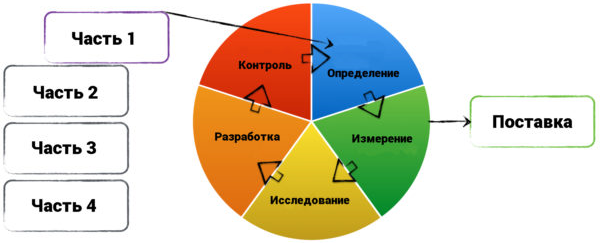 Часть 1
Часть 2
Часть 3
Часть 4
Контроль
Определение
Разработка
Измерение
Исследование
Поставка